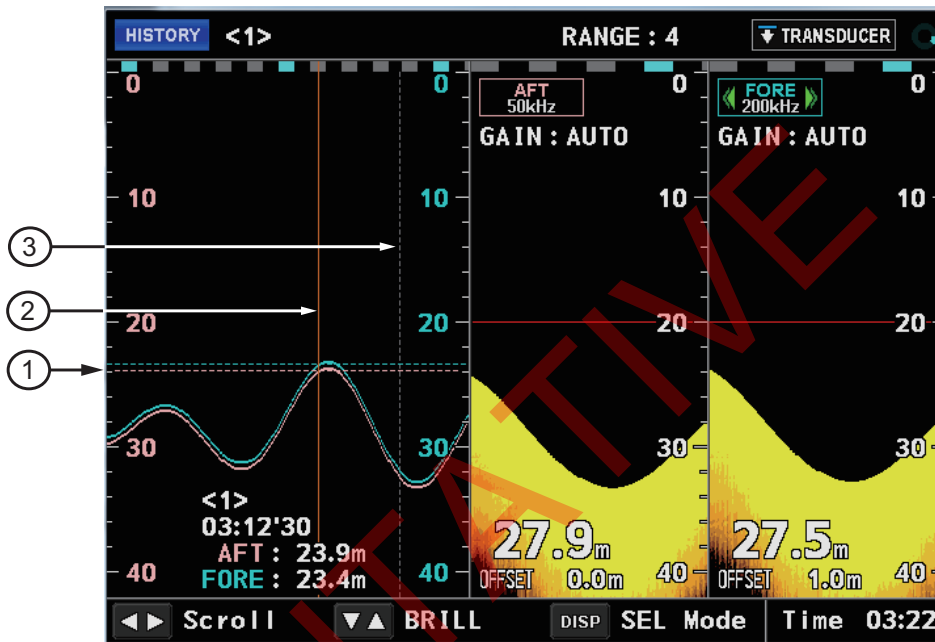 HISTORY <1> RANGE : 4 TRANSDUCER
0 0 0 0
AFT
50kHz
GAIN : AUTO
FORE
200kHz
GAIN : AUTO
10 10 10 10
3
2
20 20 20 20
1
30 30 30 30
<1>
03:12'30
AFT : 23.9m
FORE : 23.4m
27.9m
OFFSET 0.0m
27.5m
OFFSET 1.0m
40 40 40 40
Scroll BRILL DISP SEL Mode Time 03:22
ITATIVE